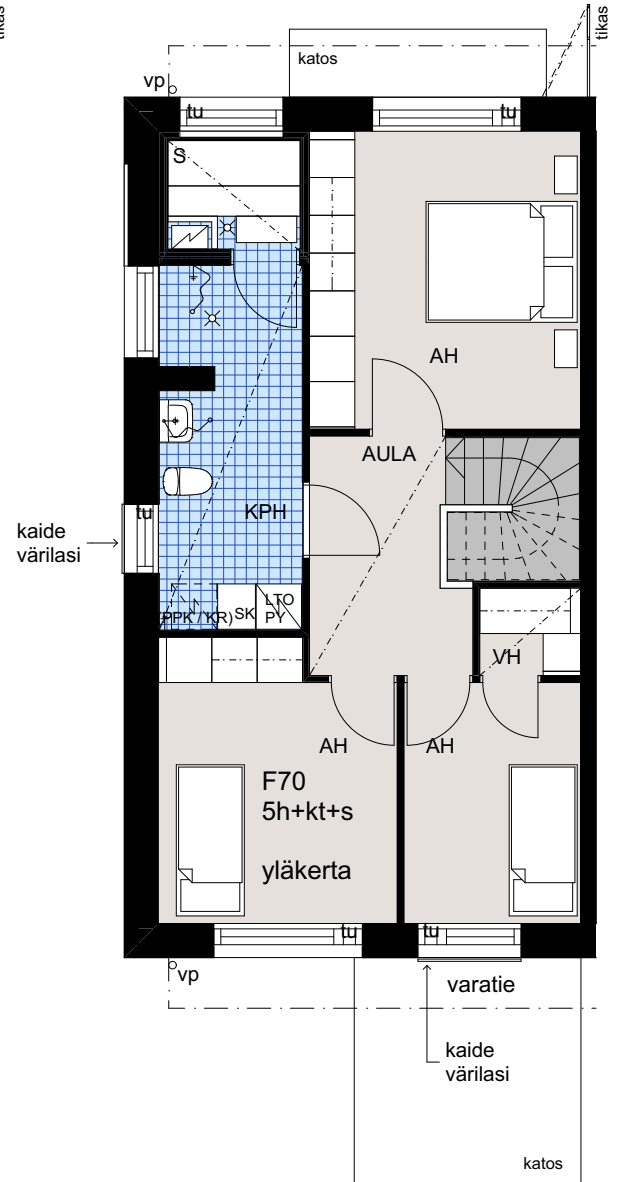 tikas
tikas
katos
vp
tu
tu
S
AH
AULA
KPH
tu
kaide
värilasi
PPK / KR)
SK
LTO
PY
VH
AH
AH
F70
5h+kt+s
yläkerta
tu
tu
vp
varatie
kaide
värilasi
katos